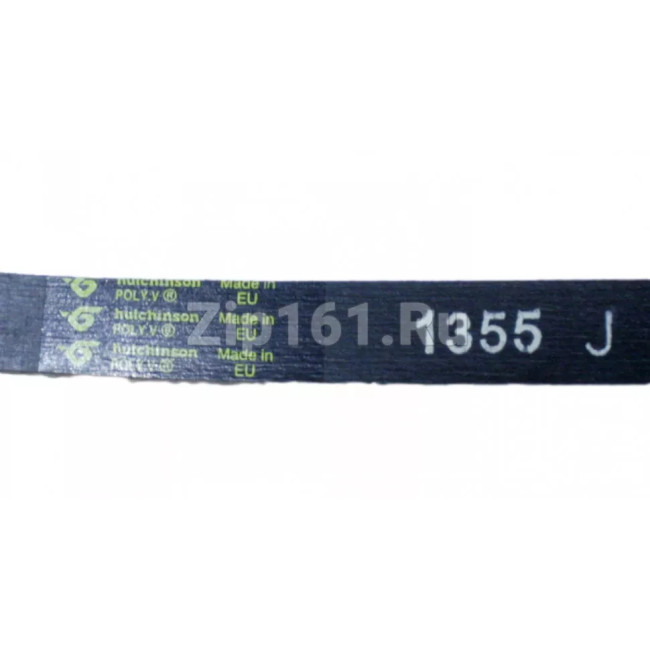 hutchinson Made in
POLY.V ® EU
hutchinson Made in
POLY.V ® EU
hutchinson Made in
POLY.V ® EU
1355 J
Zip161.Ru